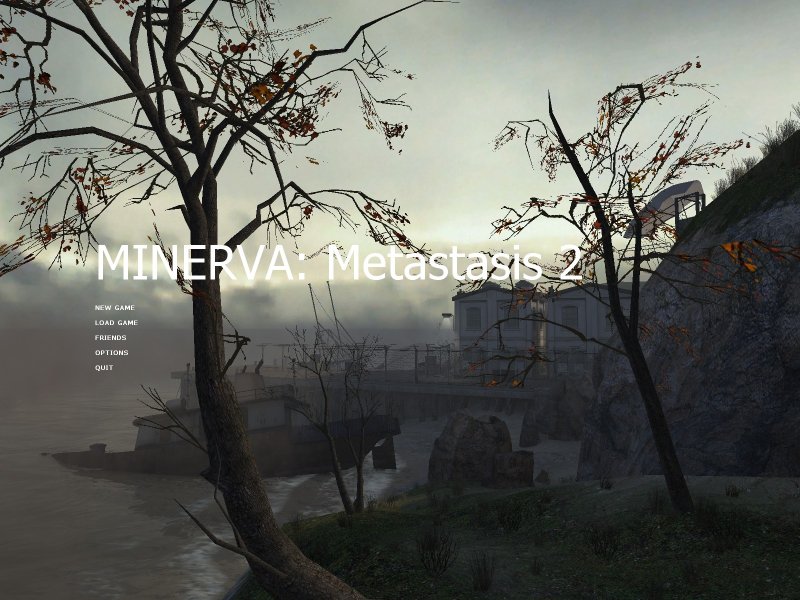 MINERVA: Metastasis 2
NEW GAME
LOAD GAME
FRIENDS
OPTIONS
QUIT